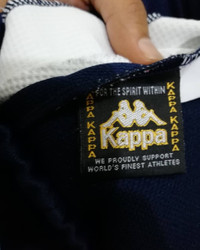 FOR THE SPIRIT WITHIN
KAPPA KAPPA
KAPPA KAPPA
Kappa
WE PROUDLY SUPPORT
WORLD'S FINEST ATHLETES